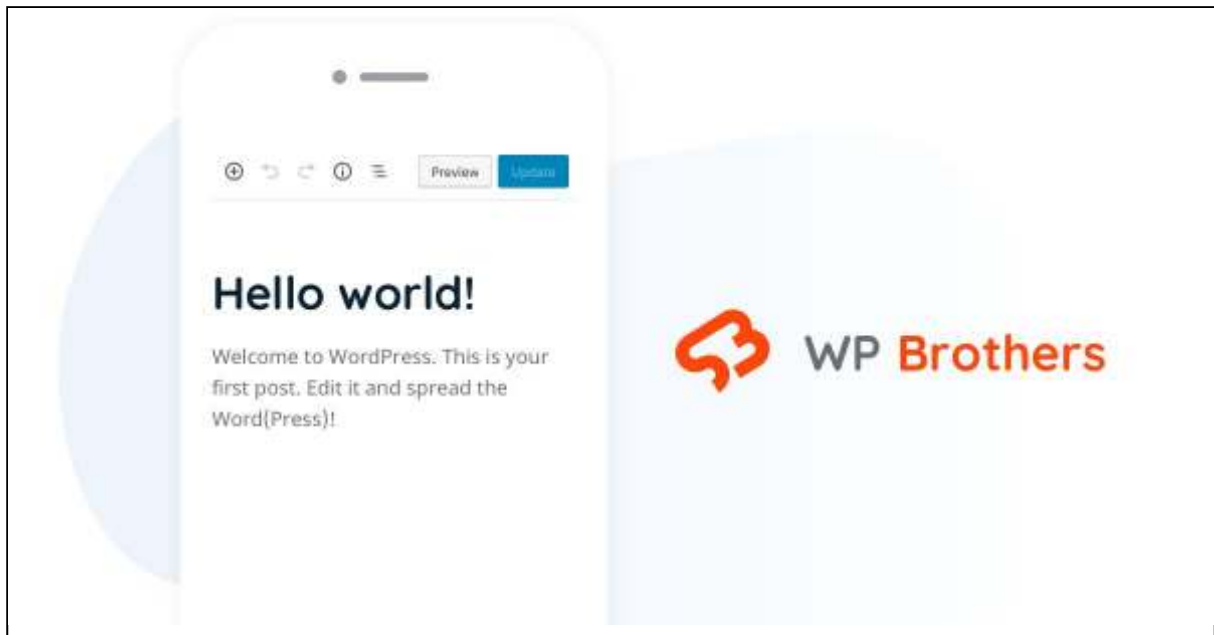 Preview Update
Hello world!
Welcome to WordPress. This is your
first post. Edit it and spread the
Word(Press)!
WP Brothers